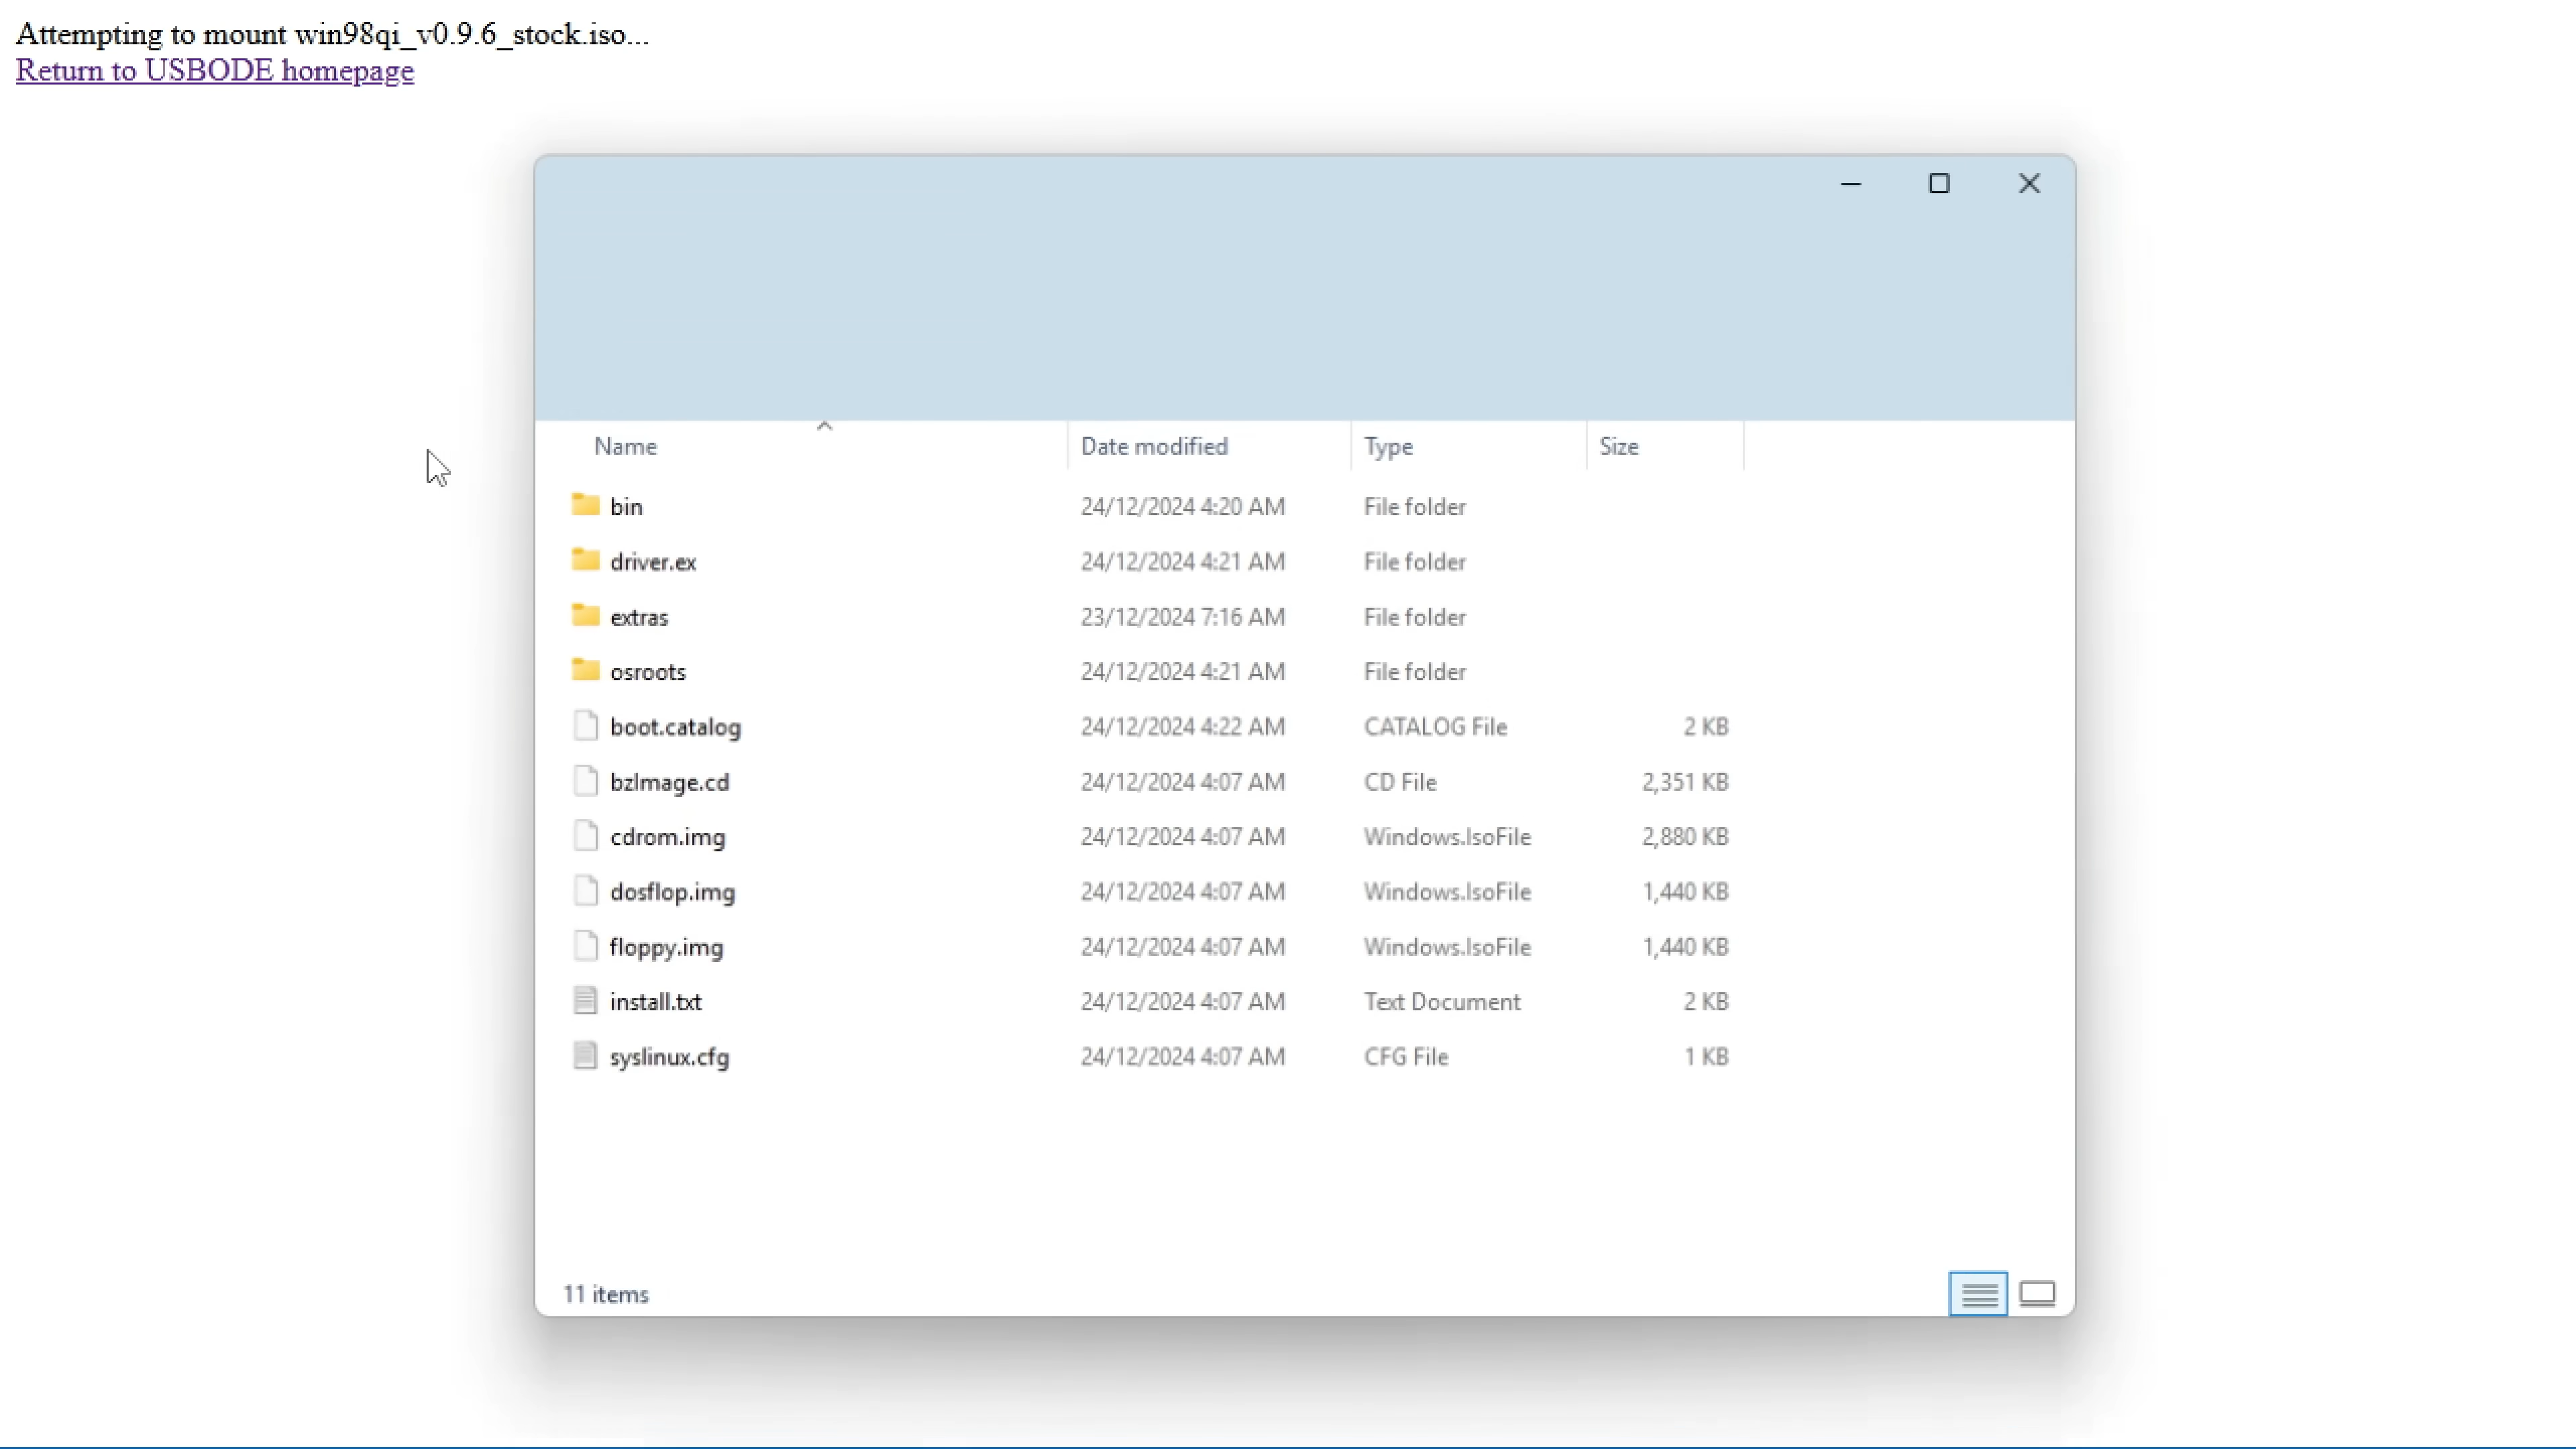 Attempting to mount win98qi_v0.9.6_stock.iso...
Return to USBODE homepage
Name Date modified Type Size
bin 24/12/2024 4:20 AM File folder
driver.ex 24/12/2024 4:21 AM File folder
extras 23/12/2024 7:16 AM File folder
osroots 24/12/2024 4:21 AM File folder
boot.catalog 24/12/2024 4:22 AM CATALOG File 2 KB
bzImage.cd 24/12/2024 4:07 AM CD File 2,351 KB
cdrom.img 24/12/2024 4:07 AM Windows.IsoFile 2,880 KB
dosflop.img 24/12/2024 4:07 AM Windows.IsoFile 1,440 KB
floppy.img 24/12/2024 4:07 AM Windows.IsoFile 1,440 KB
install.txt 24/12/2024 4:07 AM Text Document 2 KB
syslinux.cfg 24/12/2024 4:07 AM CFG File 1 KB
11 items